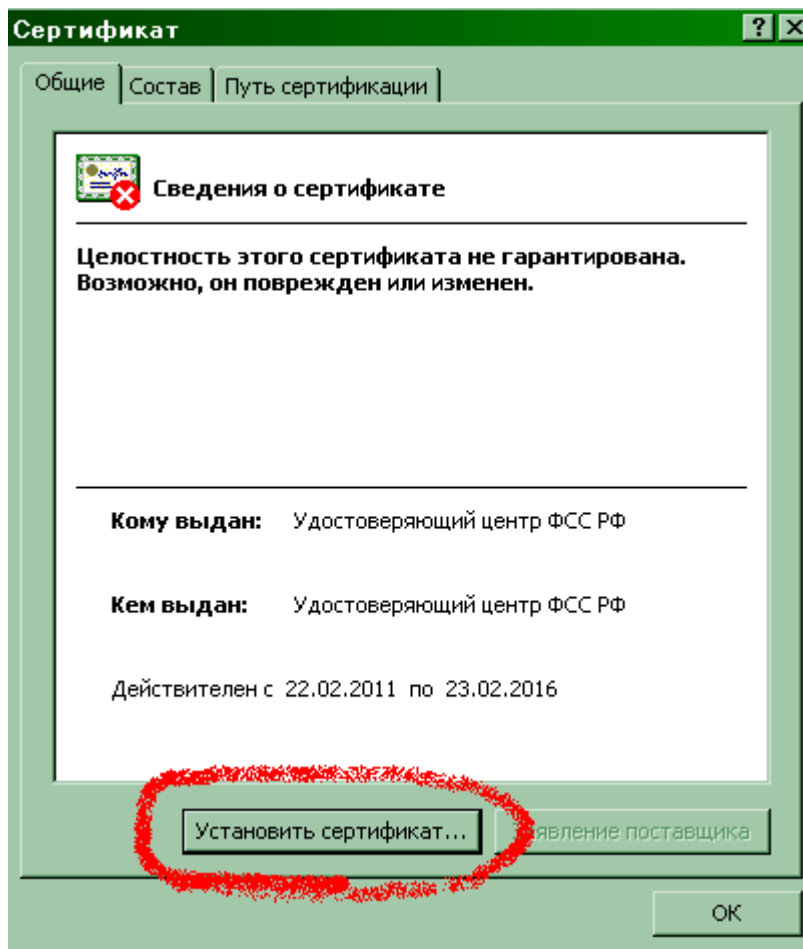 Сертификат
Общие Состав Путь сертификации
Сведения о сертификате
Целостность этого сертификата не гарантирована.
Возможно, он поврежден или изменен.
Кому выдан: Удостоверяющий центр ФСС РФ
Кем выдан: Удостоверяющий центр ФСС РФ
Действителен с 22.02.2011 по 23.02.2016
Установить сертификат... поставщика
ОК